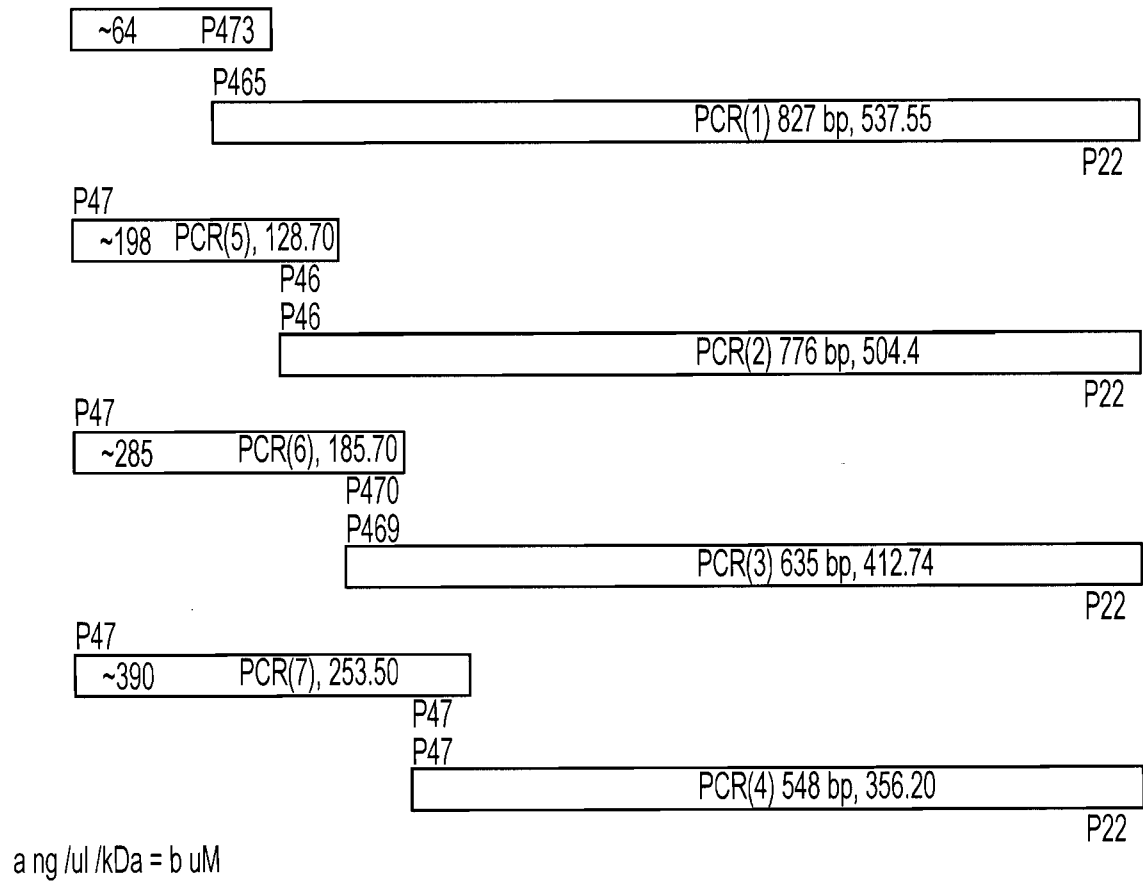 ~64 P473
P465
PCR(1) 827 bp, 537.55
P22
P47
~198 PCR(5), 128.70
P46
P46
PCR(2) 776 bp, 504.4
P22
P47
~285 PCR(6), 185.70
P470
P469
PCR(3) 635 bp, 412.74
P22
P47
~390 PCR(7), 253.50
P47
P47
PCR(4) 548 bp, 356.20
P22
a ng /ul /kDa = b uM